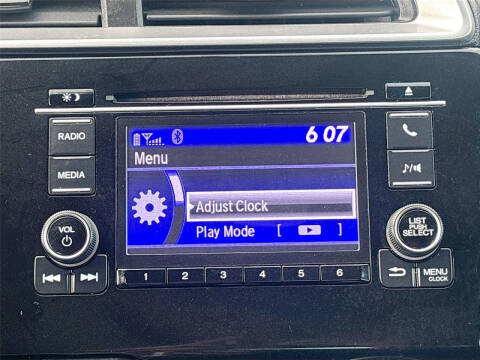 RADIO
MEDIA
VOL
6 07
Menu
Adjust Clock
Play Mode [ ]
1 2 3 4 5 6
LIST
PUSH
SELECT
MENU
CLOCK